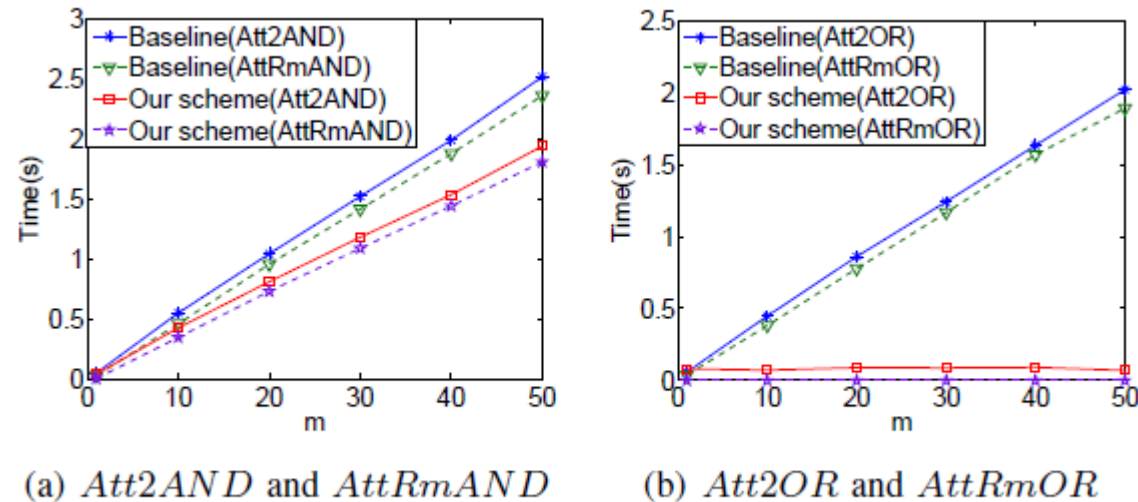 3
2.5
2
1.5
1
0.5
0
Time(s)
Baseline(Att2AND)
Baseline(AttRmAND)
Our scheme(Att2AND)
Our scheme(AttRmAND)
0 10 20 30 40 50
m
(a) Att2AND and AttRmAND
2.5
2
1.5
1
0.5
0
Time(s)
Baseline(Att2OR)
Baseline(AttRmOR)
Our scheme(Att2OR)
Our scheme(AttRmOR)
0 10 20 30 40 50
m
(b) Att2OR and AttRmOR